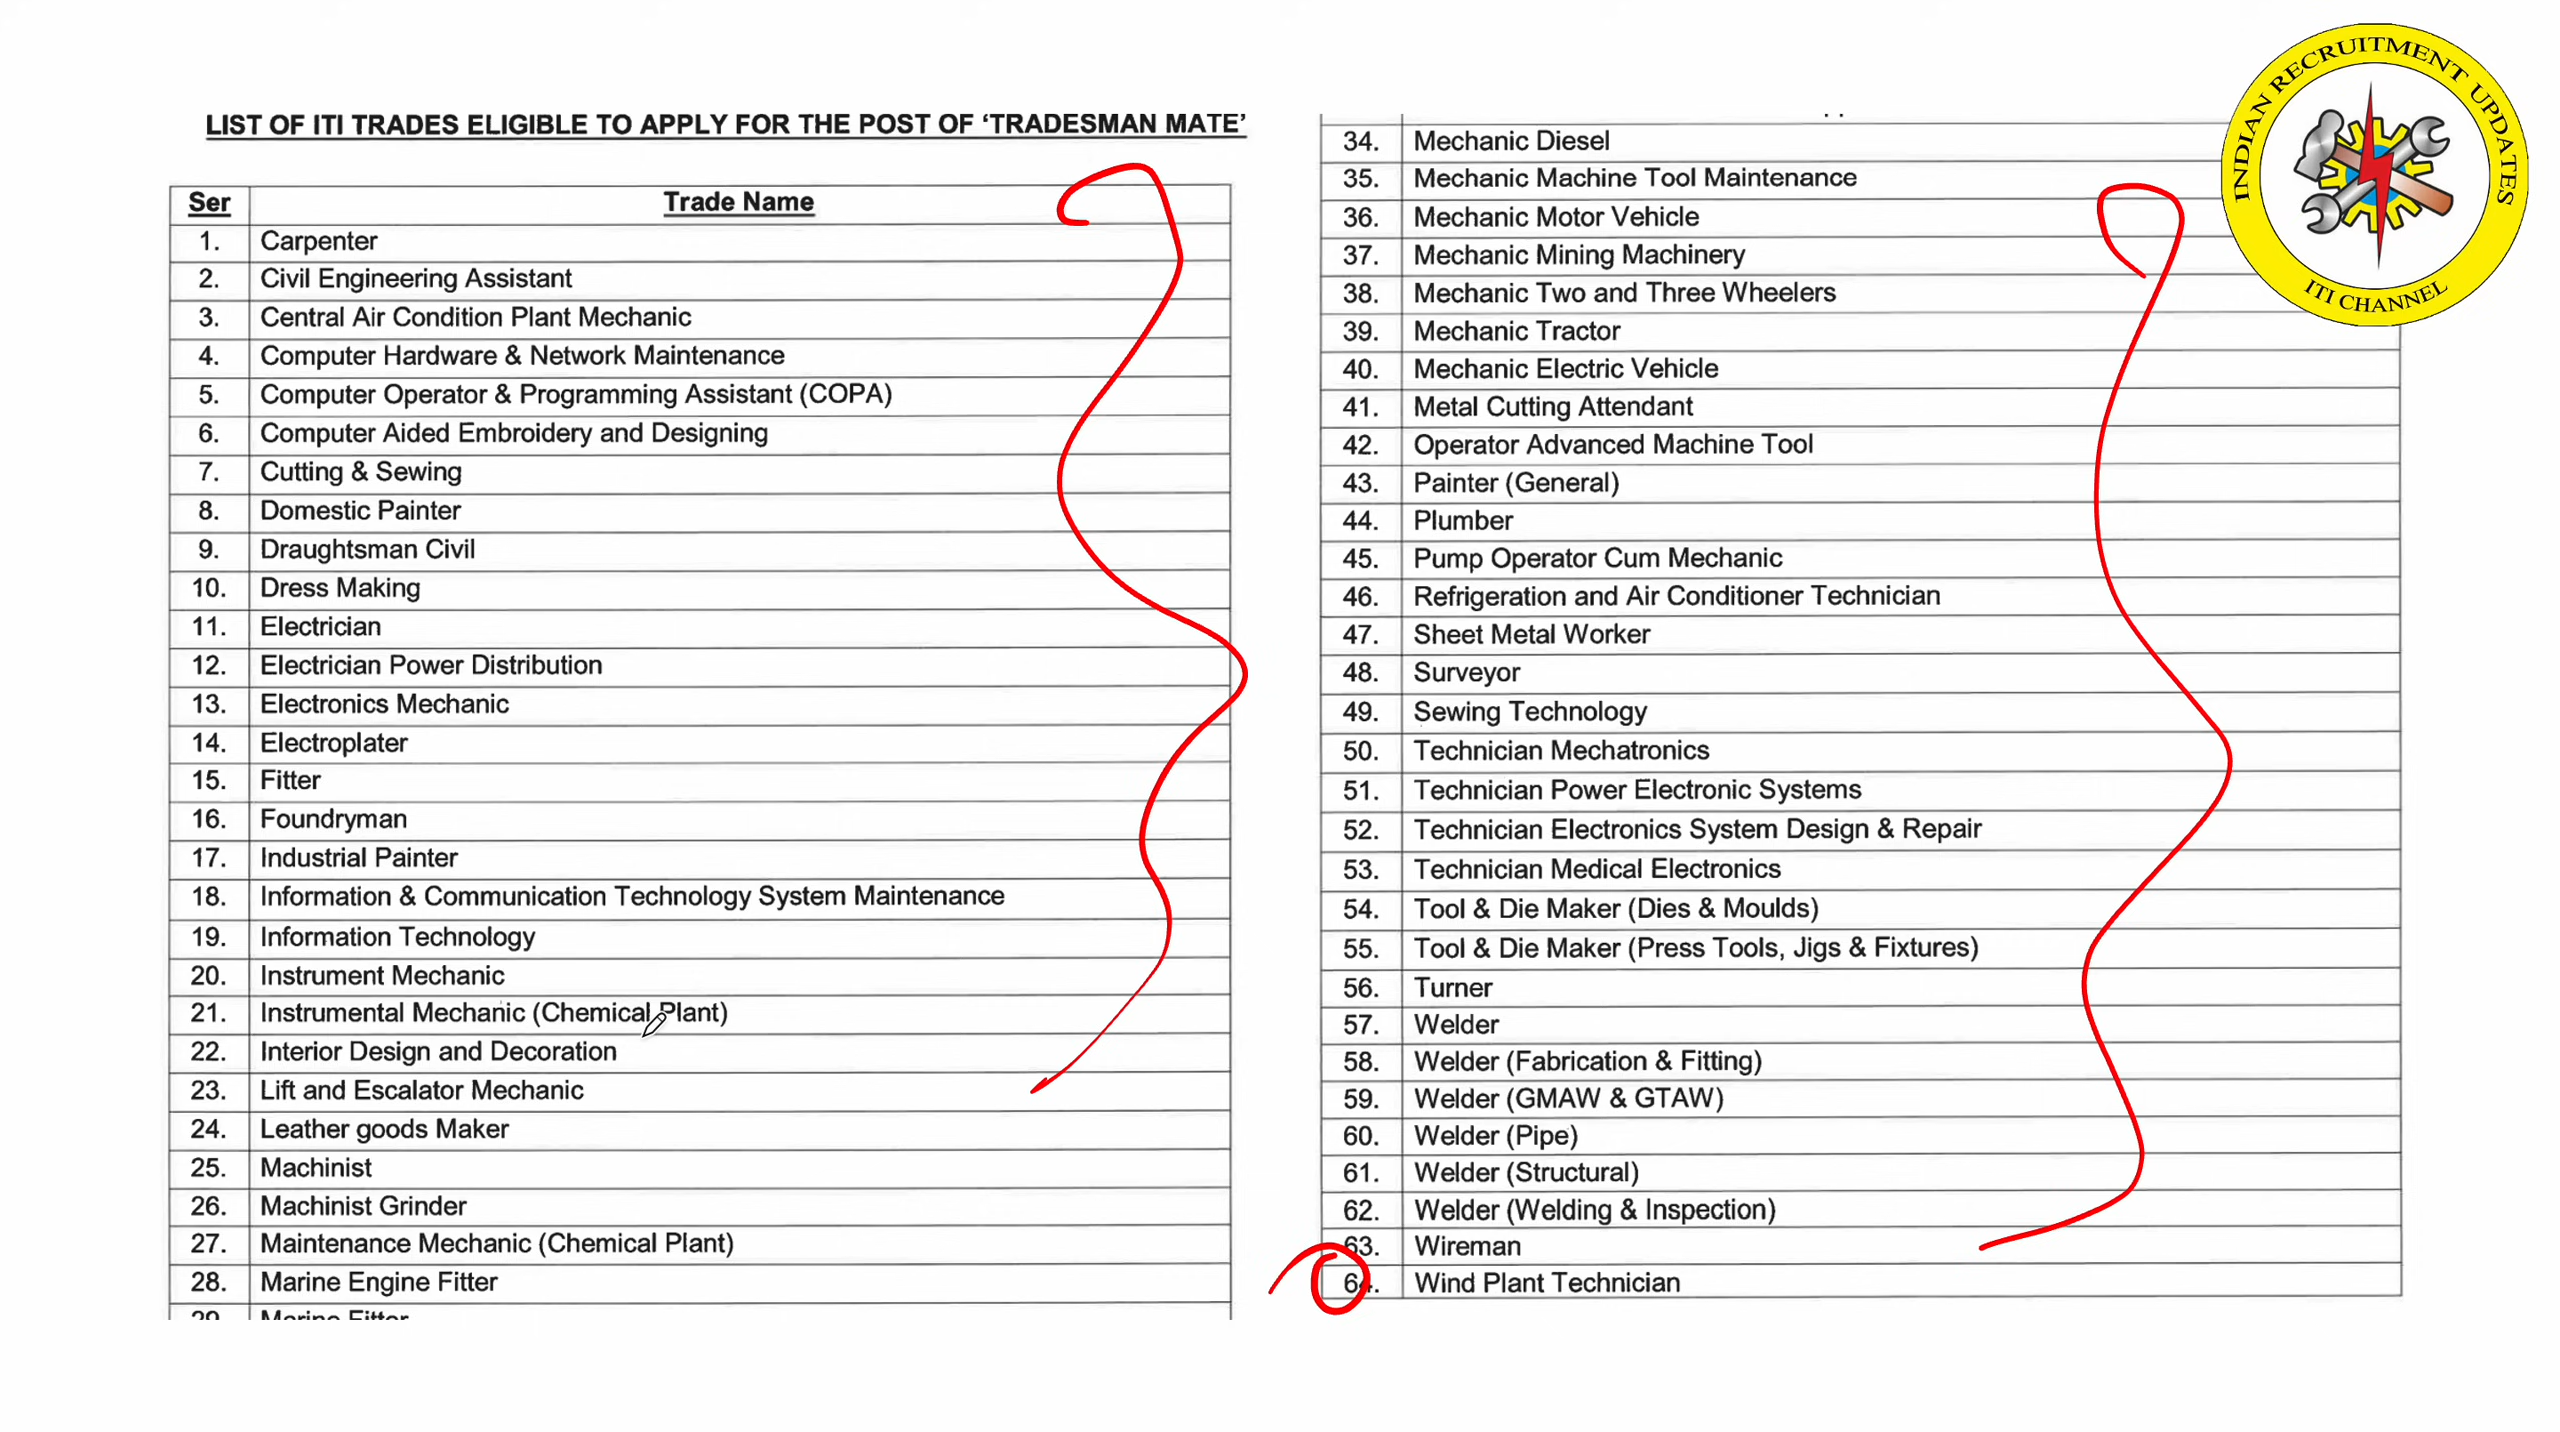 LIST OF ITI TRADES ELIGIBLE TO APPLY FOR THE POST OF ‘TRADESMAN MATE’
Ser Trade Name
1. Carpenter
2. Civil Engineering Assistant
3. Central Air Condition Plant Mechanic
4. Computer Hardware & Network Maintenance
5. Computer Operator & Programming Assistant (COPA)
6. Computer Aided Embroidery and Designing
7. Cutting & Sewing
8. Domestic Painter
9. Draughtsman Civil
10. Dress Making
11. Electrician
12. Electrician Power Distribution
13. Electronics Mechanic
14. Electroplater
15. Fitter
16. Foundryman
17. Industrial Painter
18. Information & Communication Technology System Maintenance
19. Information Technology
20. Instrument Mechanic
21. Instrumental Mechanic (Chemical Plant)
22. Interior Design and Decoration
23. Lift and Escalator Mechanic
24. Leather goods Maker
25. Machinist
26. Machinist Grinder
27. Maintenance Mechanic (Chemical Plant)
28. Marine Engine Fitter
29. Marine Fitter
34. Mechanic Diesel
35. Mechanic Machine Tool Maintenance
36. Mechanic Motor Vehicle
37. Mechanic Mining Machinery
38. Mechanic Two and Three Wheelers
39. Mechanic Tractor
40. Mechanic Electric Vehicle
41. Metal Cutting Attendant
42. Operator Advanced Machine Tool
43. Painter (General)
44. Plumber
45. Pump Operator Cum Mechanic
46. Refrigeration and Air Conditioner Technician
47. Sheet Metal Worker
48. Surveyor
49. Sewing Technology
50. Technician Mechatronics
51. Technician Power Electronic Systems
52. Technician Electronics System Design & Repair
53. Technician Medical Electronics
54. Tool & Die Maker (Dies & Moulds)
55. Tool & Die Maker (Press Tools, Jigs & Fixtures)
56. Turner
57. Welder
58. Welder (Fabrication & Fitting)
59. Welder (GMAW & GTAW)
60. Welder (Pipe)
61. Welder (Structural)
62. Welder (Welding & Inspection)
63. Wireman
64. Wind Plant Technician
INDIAN RECRUITMENT UPDATES
ITI CHANNEL